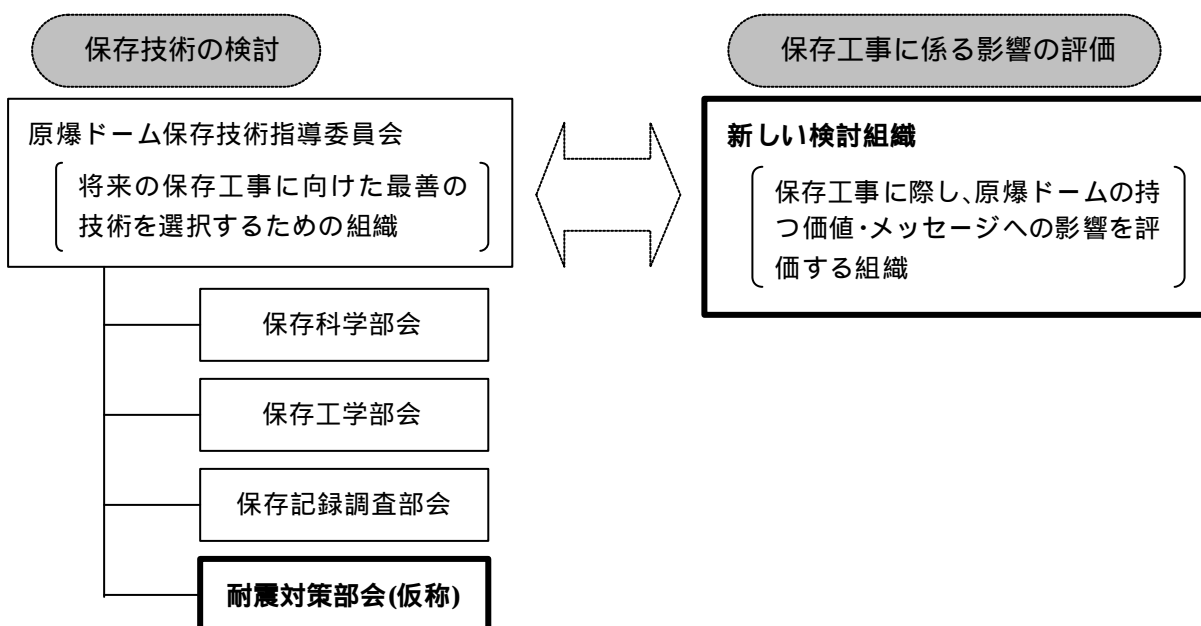 保存技術の検討
原爆ドーム保存技術指導委員会
将来の保存工事に向けた最善の
技術を選択するための組織
保存科学部会
保存工学部会
保存記録調査部会
耐震対策部会(仮称)
保存工事に係る影響の評価
新しい検討組織
保存工事に際し、原爆ドームの持
つ価値・メッセージへの影響を評
価する組織